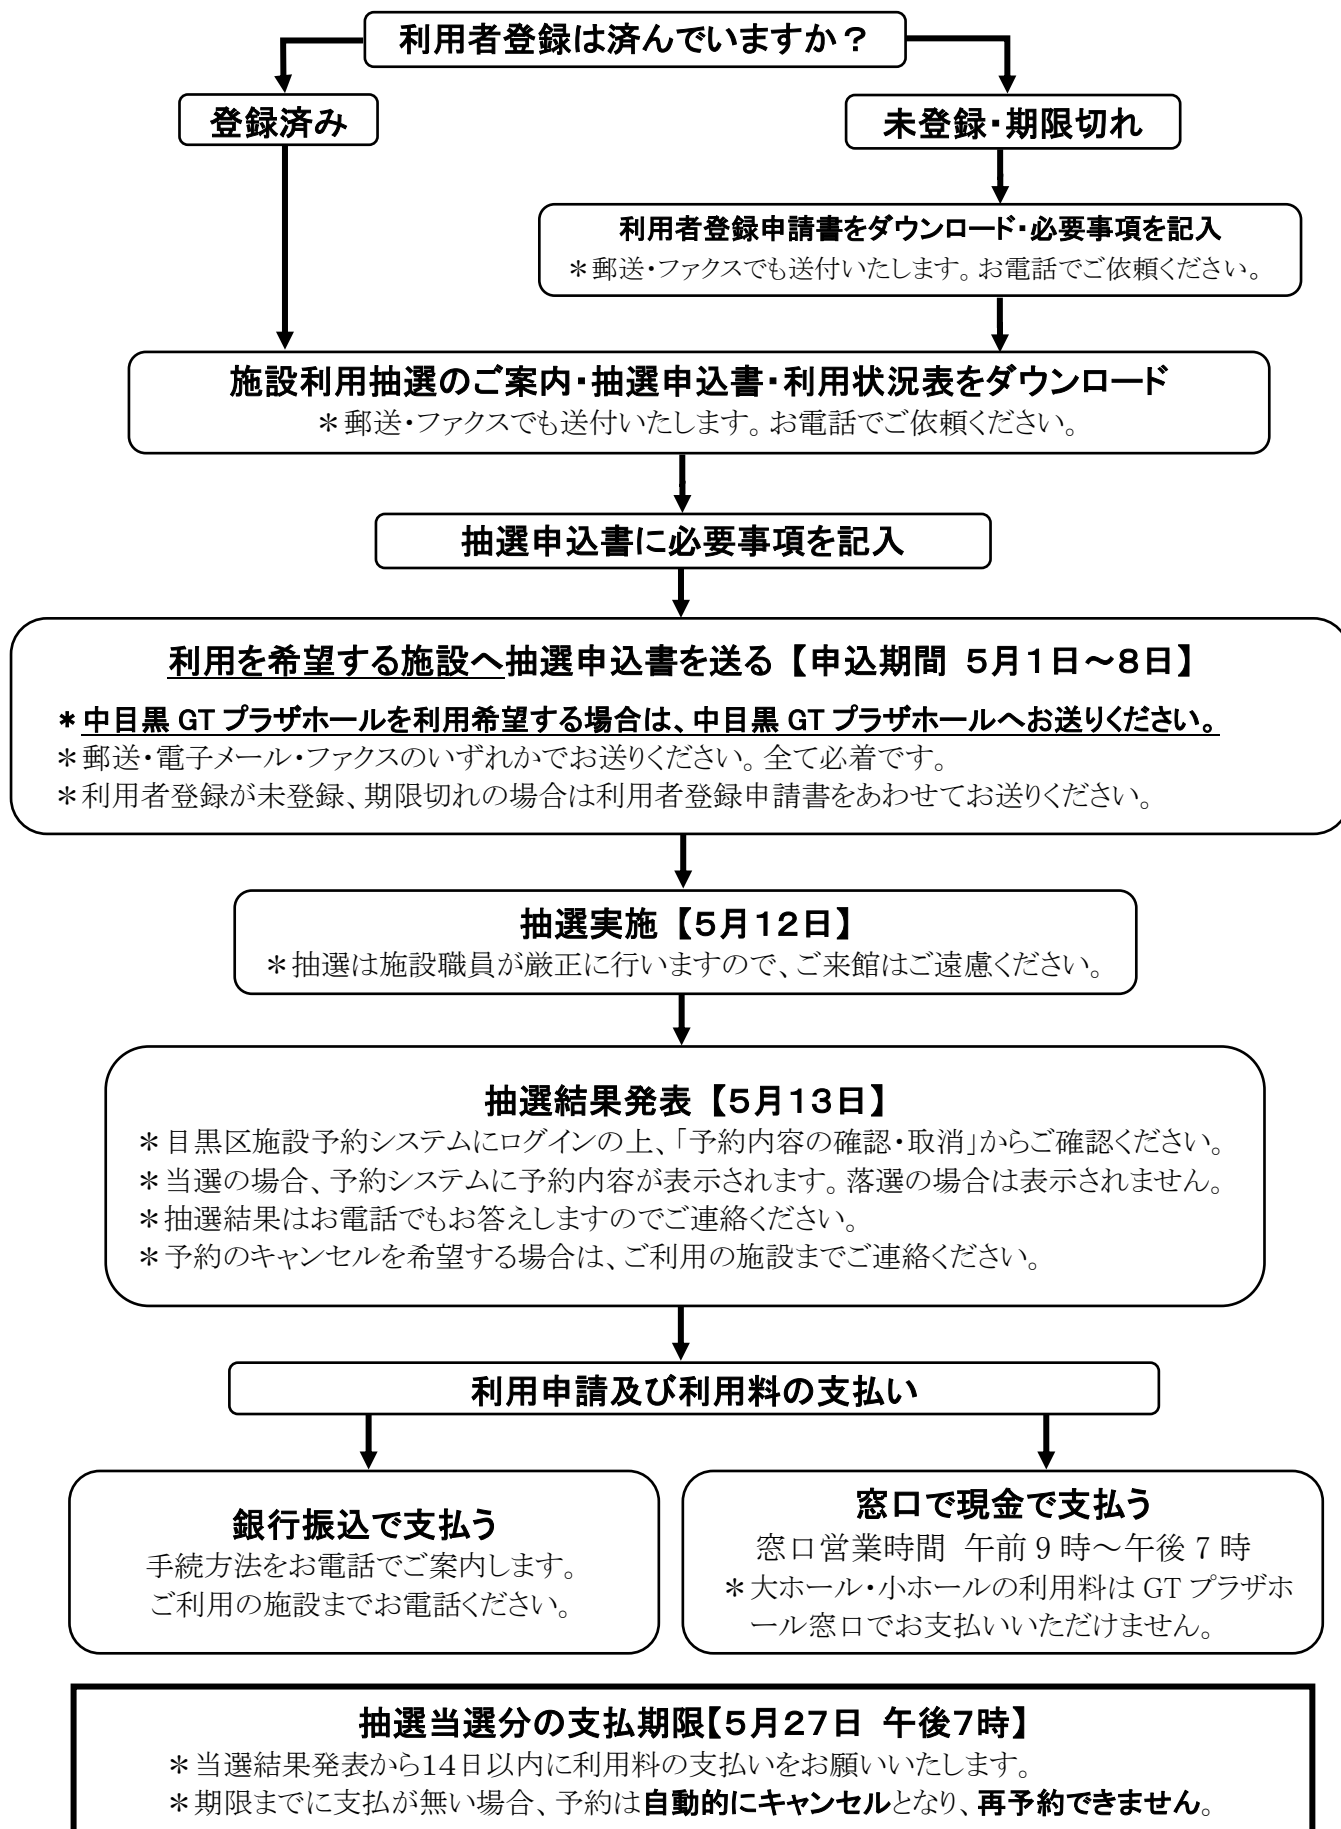 利用者登録は済んでいますか？
登録済み
未登録・期限切れ
利用者登録申請書をダウンロード・必要事項を記入
＊郵送・ファクスでも送付いたします。お電話でご依頼ください。
施設利用抽選のご案内・抽選申込書・利用状況表をダウンロード
＊郵送・ファクスでも送付いたします。お電話でご依頼ください。
抽選申込書に必要事項を記入
利用を希望する施設へ抽選申込書を送る【申込期間 ５月１日～８日】
＊中目黒 GT プラザホールを利用希望する場合は、中目黒 GT プラザホールへお送りください。
＊郵送・電子メール・ファクスのいずれかでお送りください。全て必着です。
＊利用者登録が未登録、期限切れの場合は利用者登録申請書をあわせてお送りください。
抽選実施【５月１２日】
＊抽選は施設職員が厳正に行いますので、ご来館はご遠慮ください。
抽選結果発表【５月１３日】
＊目黒区施設予約システムにログインの上、「予約内容の確認・取消」からご確認ください。
＊当選の場合、予約システムに予約内容が表示されます。落選の場合は表示されません。
＊抽選結果はお電話でもお答えしますのでご連絡ください。
＊予約のキャンセルを希望する場合は、ご利用の施設までご連絡ください。
利用申請及び利用料の支払い
銀行振込で支払う
手続方法をお電話でご案内します。
ご利用の施設までお電話ください。
窓口で現金で支払う
窓口営業時間 午前 9 時～午後 7 時
＊大ホール・小ホールの利用料は GT プラザホ
ール窓口でお支払いいただけません。
抽選当選分の支払期限【５月２７日 午後７時】
＊当選結果発表から１４日以内に利用料の支払いをお願いいたします。
＊期限までに支払が無い場合、予約は自動的にキャンセルとなり、再予約できません。